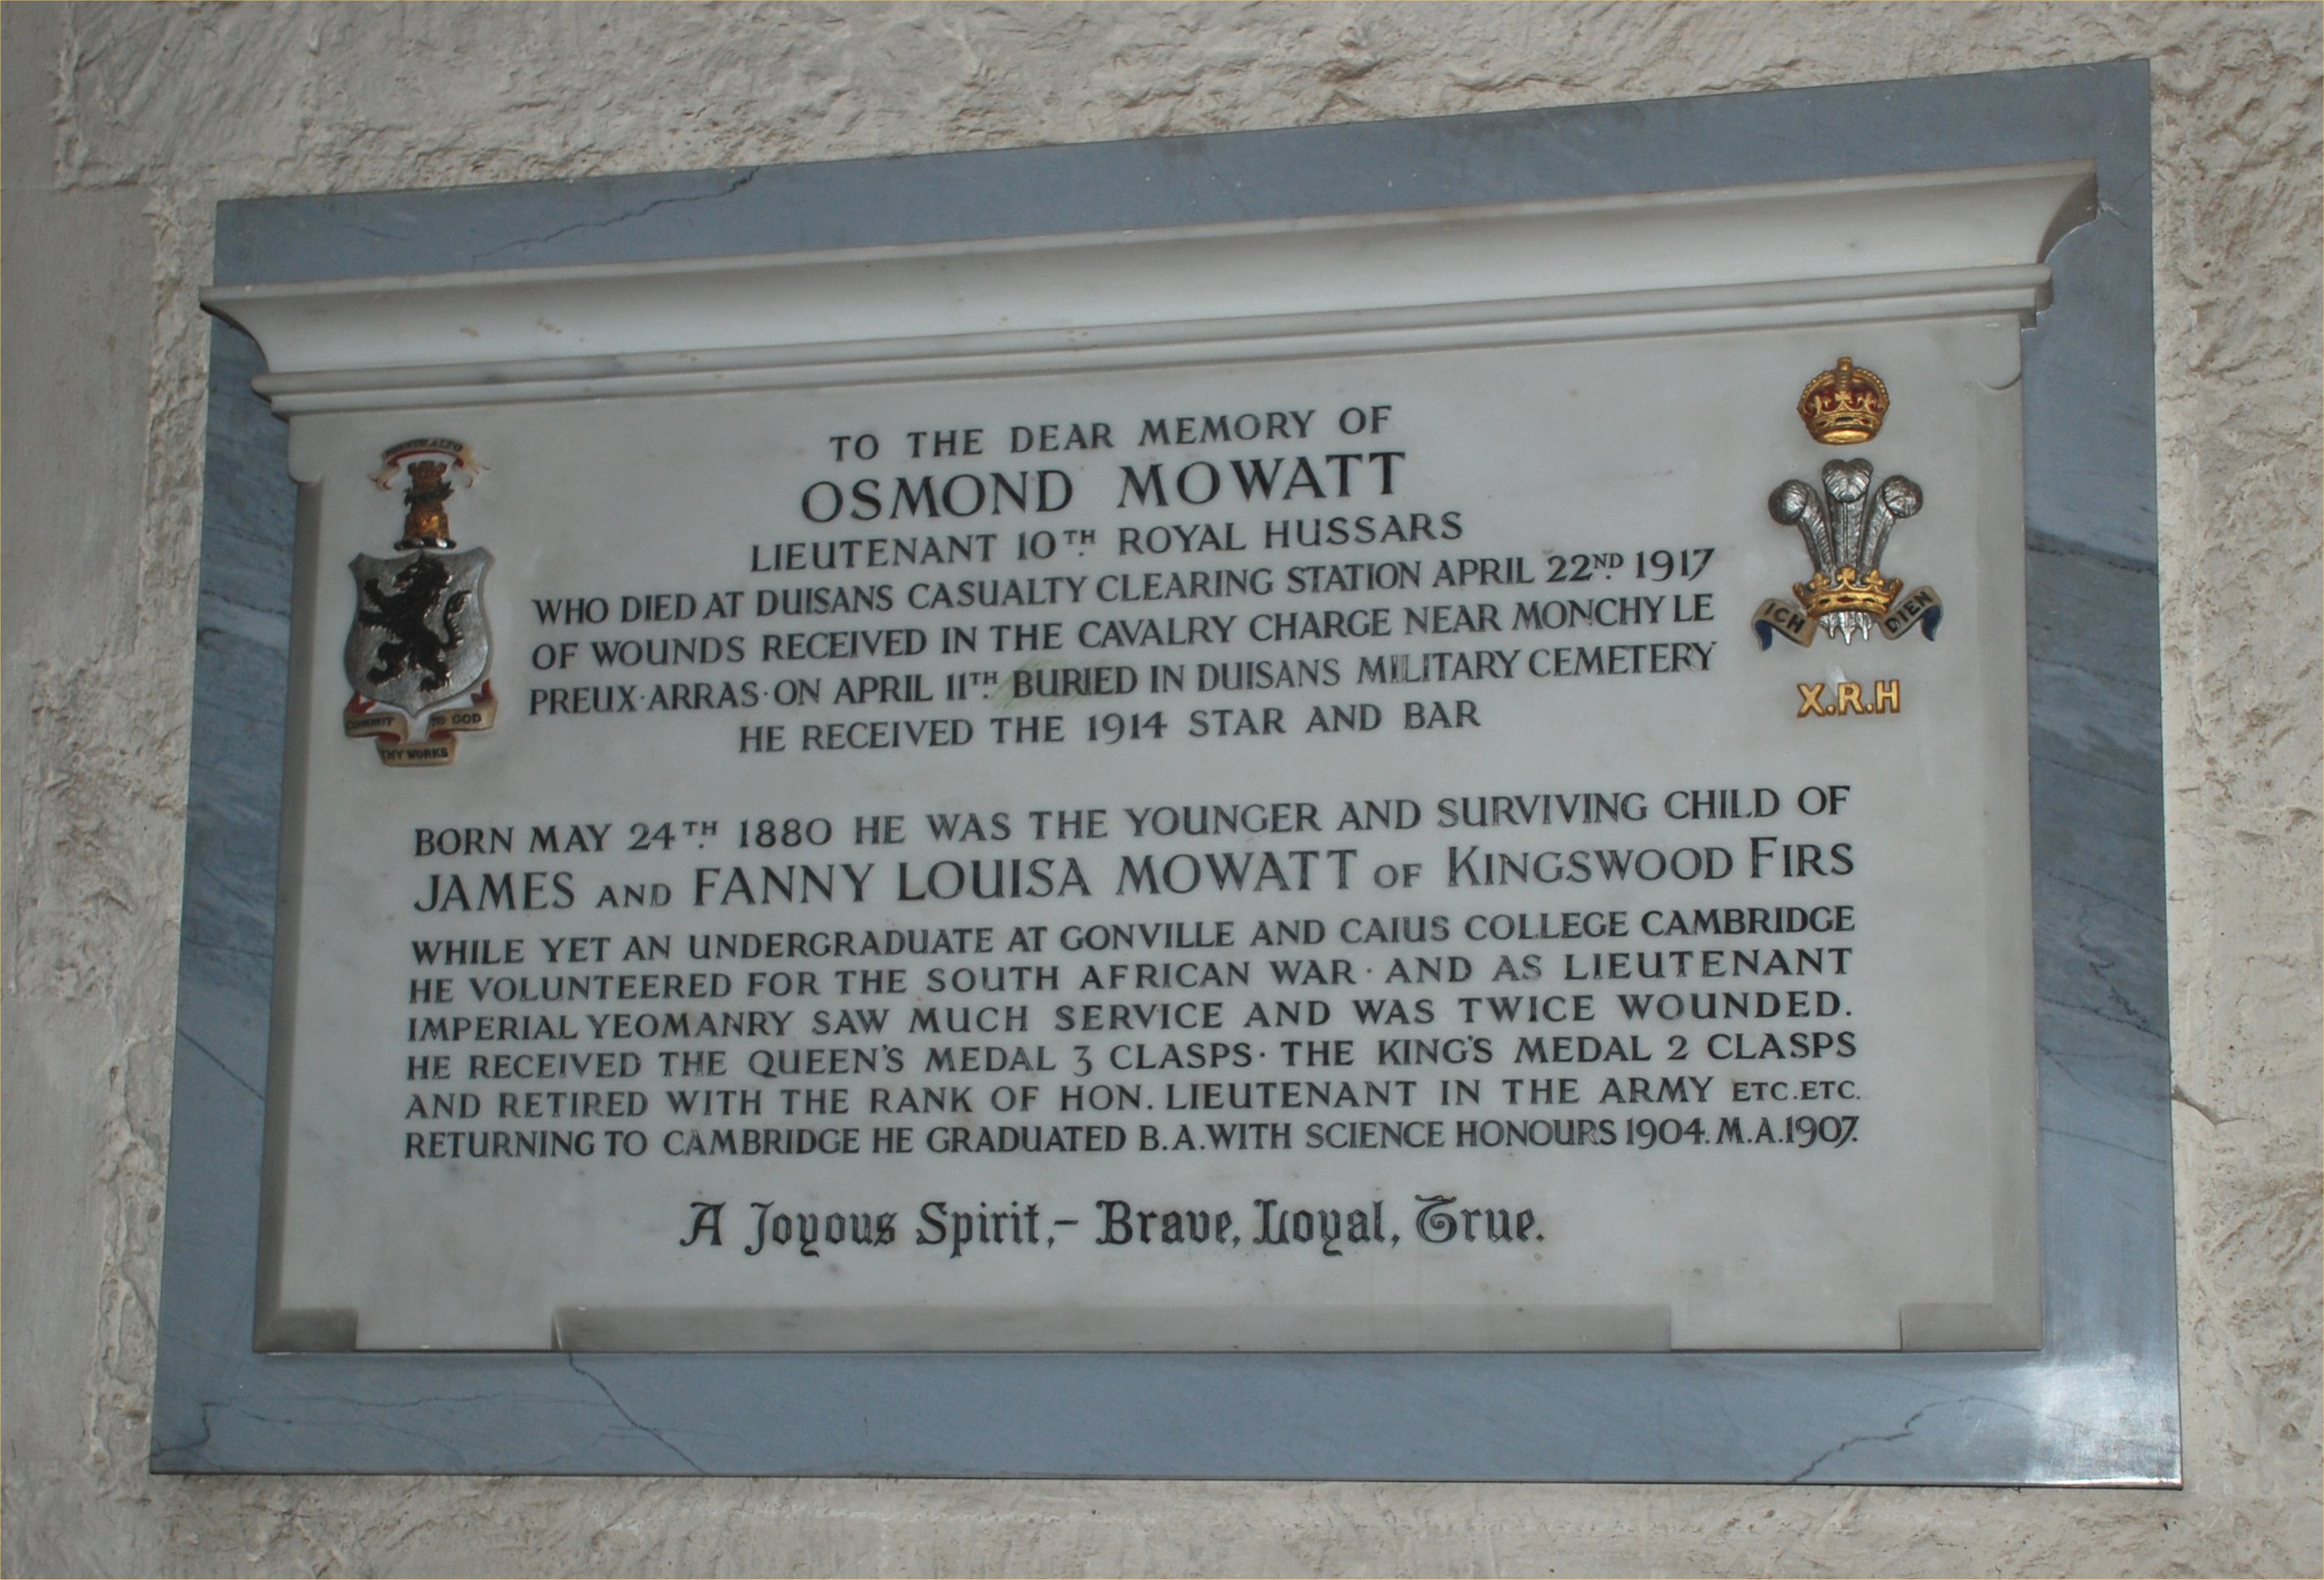 TO THE DEAR MEMORY OF
OSMOND MOWATT
LIEUTENANT 10TH ROYAL HUSSARS
WHO DIED AT DUISANS CASUALTY CLEARING STATION APRIL 22ND 1917
OF WOUNDS RECEIVED IN THE CAVALRY CHARGE NEAR MONCHY LE
PREUX·ARRAS·ON APRIL 11TH BURIED IN DUISANS MILITARY CEMETERY
HE RECEIVED THE 1914 STAR AND BAR
ALTO
COMMIT TO GOD
THY WORKS
ICH DIEN
X.R.H
BORN MAY 24TH 1880 HE WAS THE YOUNGER AND SURVIVING CHILD OF
JAMES AND FANNY LOUISA MOWATT OF KINGSWOOD FIRS
WHILE YET AN UNDERGRADUATE AT GONVILLE AND CAIUS COLLEGE CAMBRIDGE
HE VOLUNTEERED FOR THE SOUTH AFRICAN WAR · AND AS LIEUTENANT
IMPERIAL YEOMANRY SAW MUCH SERVICE AND WAS TWICE WOUNDED.
HE RECEIVED THE QUEEN'S MEDAL 3 CLASPS · THE KING'S MEDAL 2 CLASPS
AND RETIRED WITH THE RANK OF HON. LIEUTENANT IN THE ARMY ETC. ETC.
RETURNING TO CAMBRIDGE HE GRADUATED B.A. WITH SCIENCE HONOURS 1904. M.A. 1907.
A Joyous Spirit,– Brave, Loyal, True.